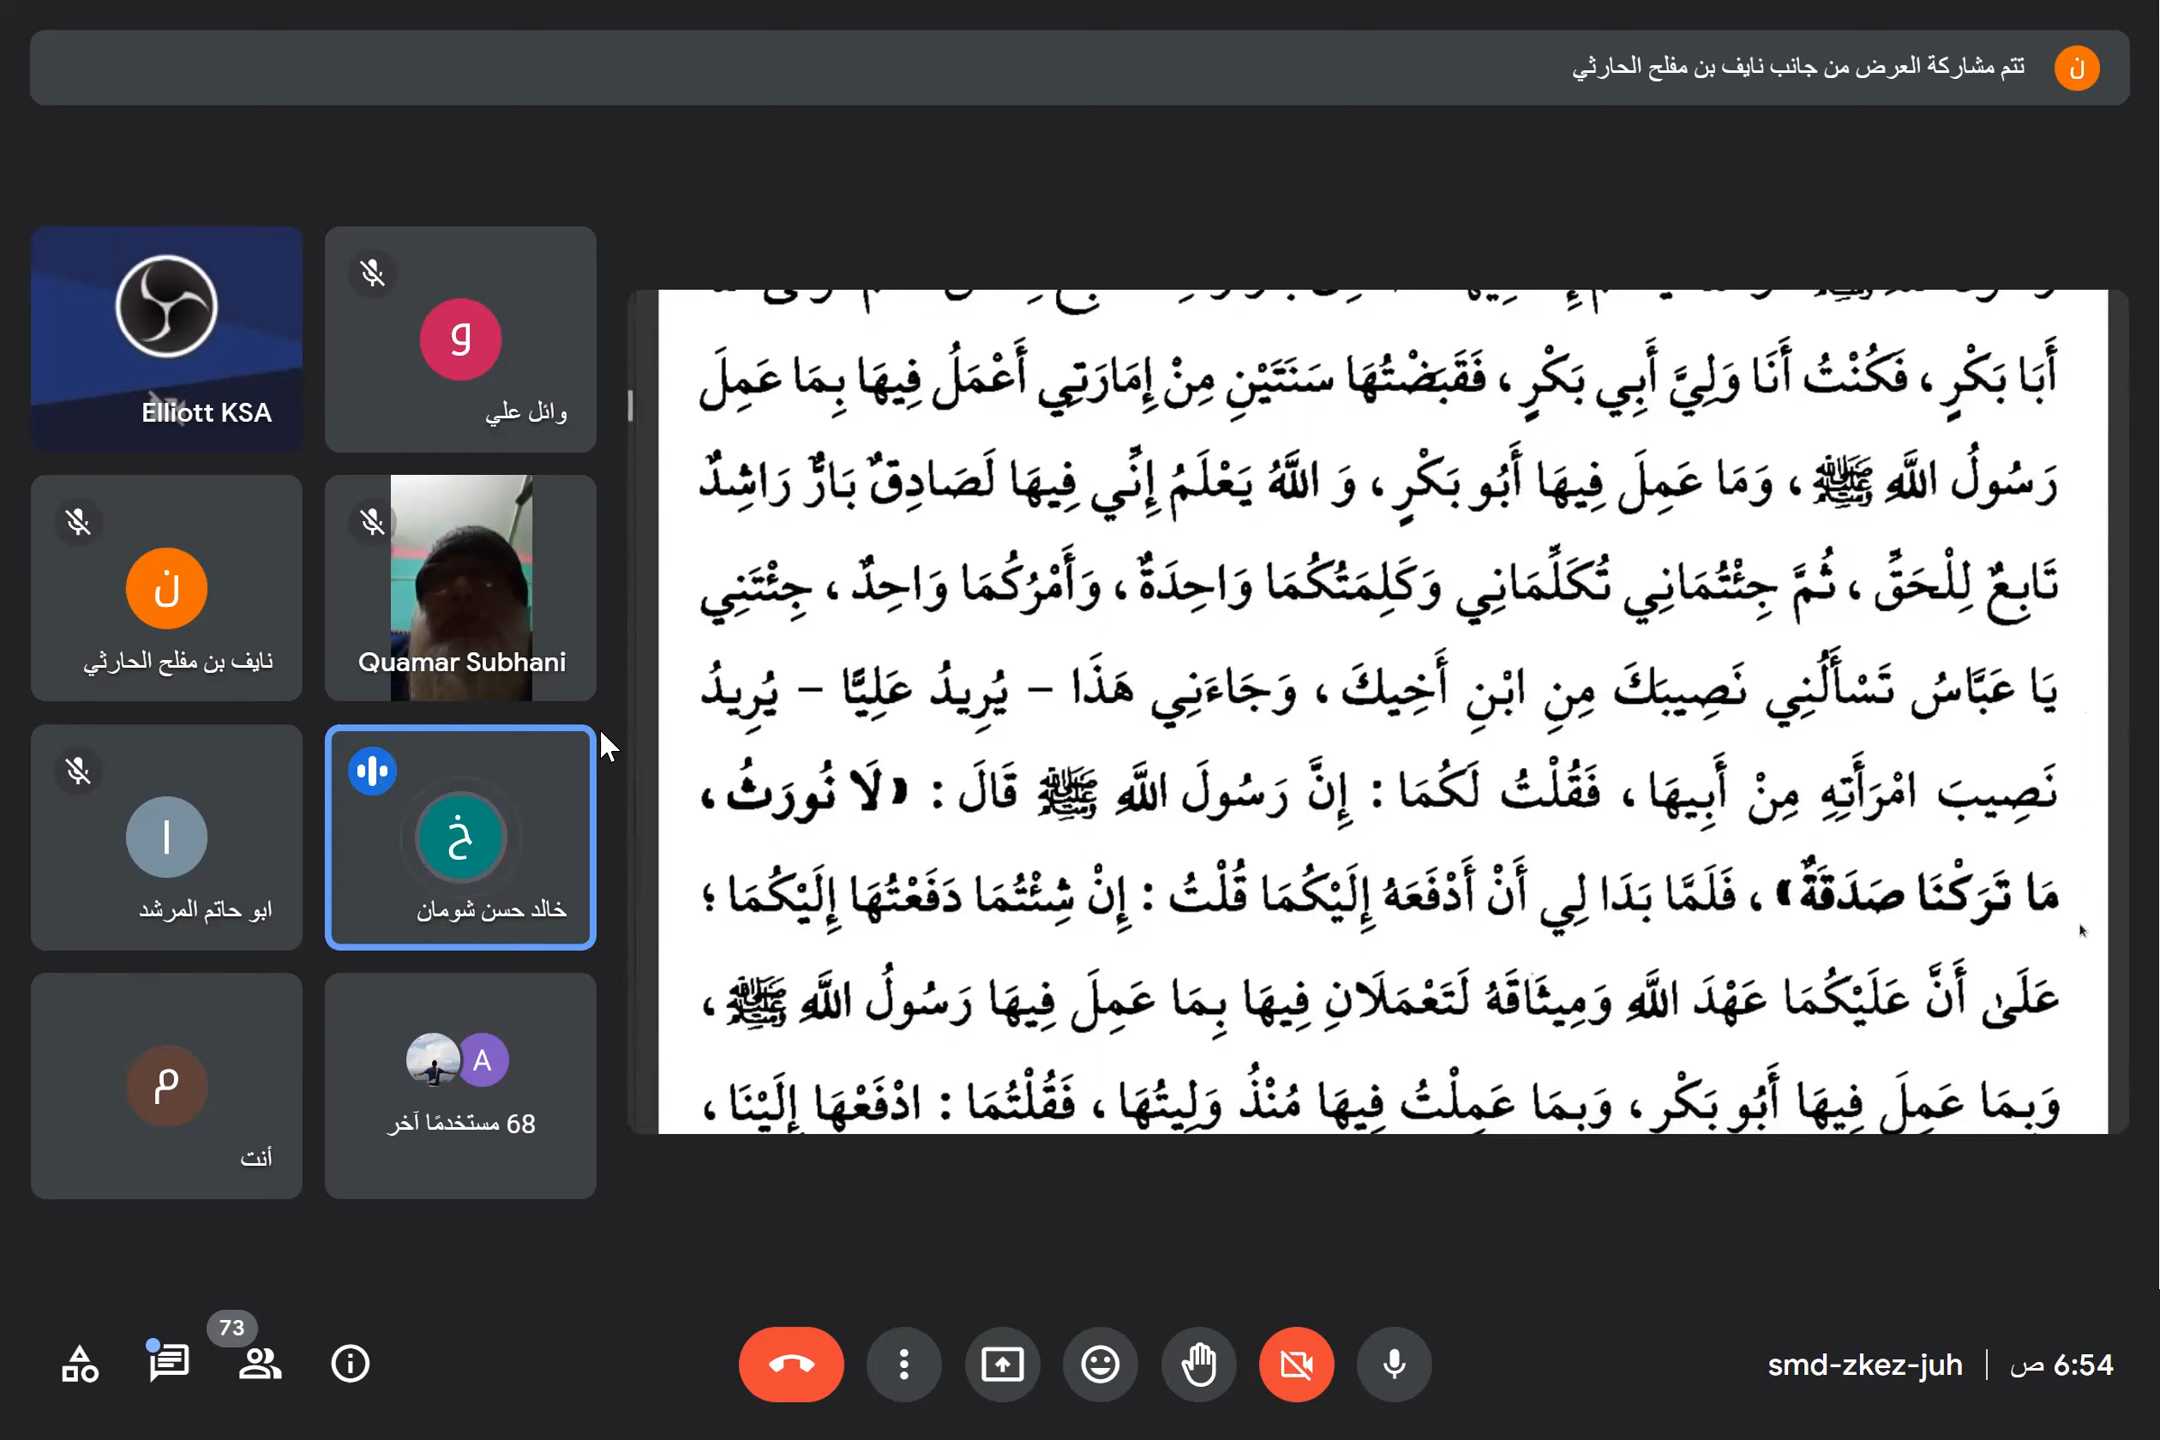 تتم مشاركة العرض من جانب نايف بن مفلح الحارثي
ن
Elliott KSA
و
وائل علي
ن
نايف بن مفلح الحارثي
Quamar Subhani
ا
ابو حاتم المرشد
خ
خالد حسن شومان
م
أنت
A
68 مستخدمًا آخر
أَبَا بَكْرٍ ، فَكُنْتُ أَنَا وَلِيَّ أَبِي بَكْرٍ ، فَقَبَضْتُهَا سَنَتَيْنِ مِنْ إِمَارَتِي أَعْمَلُ فِيهَا بِمَا عَمِلَ
رَسُولُ اللَّهِ ﷺ ، وَمَا عَمِلَ فِيهَا أَبُو بَكْرٍ ، وَ اللَّهُ يَعْلَمُ إِنِّي فِيهَا لَصَادِقٌ بَارٌّ رَاشِدٌ
تَابِعٌ لِلْحَقِّ ، ثُمَّ جِئْتُمَانِي تُكَلِّمَانِي وَكَلِمَتُكُمَا وَاحِدَةٌ ، وَأَمْرُكُمَا وَاحِدٌ ، جِئْتَنِي
يَا عَبَّاسُ تَسْأَلُنِي نَصِيبَكَ مِنِ ابْنِ أَخِيكَ ، وَجَاءَنِي هَذَا – يُرِيدُ عَلِيًّا – يُرِيدُ
نَصِيبَ امْرَأَتِهِ مِنْ أَبِيهَا ، فَقُلْتُ لَكُمَا : إِنَّ رَسُولَ اللَّهِ ﷺ قَالَ : «لَا نُورَثُ ،
مَا تَرَكْنَا صَدَقَةٌ» ، فَلَمَّا بَدَا لِي أَنْ أَدْفَعَهُ إِلَيْكُمَا قُلْتُ : إِنْ شِئْتُمَا دَفَعْتُهَا إِلَيْكُمَا ؛
عَلَىٰ أَنَّ عَلَيْكُمَا عَهْدَ اللَّهِ وَمِيثَاقَهُ لَتَعْمَلَانِ فِيهَا بِمَا عَمِلَ فِيهَا رَسُولُ اللَّهِ ﷺ ،
وَبِمَا عَمِلَ فِيهَا أَبُو بَكْرٍ ، وَبِمَا عَمِلْتُ فِيهَا مُنْذُ وَلِيتُهَا ، فَقُلْتُمَا : ادْفَعْهَا إِلَيْنَا ،
73
smd-zkez-juh | 6:54 ص